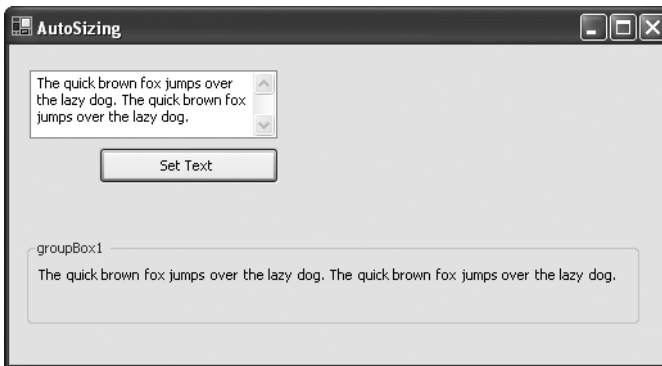 AutoSizing
The quick brown fox jumps over
the lazy dog. The quick brown fox
jumps over the lazy dog.
Set Text
groupBox1
The quick brown fox jumps over the lazy dog. The quick brown fox jumps over the lazy dog.